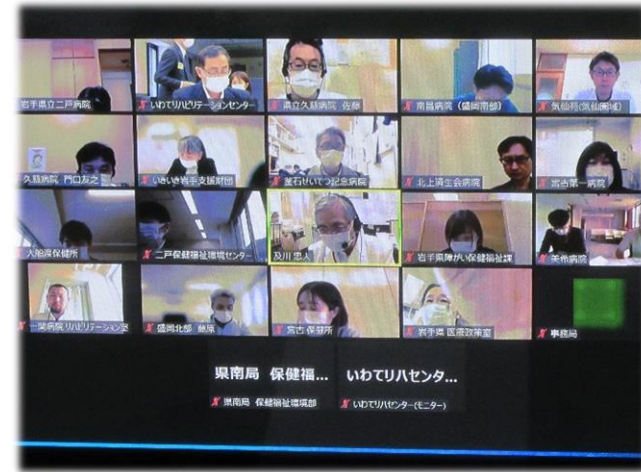 岩手県立二戸病院
いわてリハビリテーションセンター
県立久慈病院 佐藤
南昌病院(盛岡南部)
気仙苑(気仙圏域)
久慈病院 門口友之
いきいき岩手支援財団
釜石せいてつ記念病院
北上済生会病院
宮古第一病院
大船渡保健所
二戸保健福祉環境センター
及川 忠人
岩手県障がい保健福祉課
美希病院
一関病院リハビリテーション室
盛岡北部 藤原
宮古保健所
岩手県 医療政策室
事務局
県南局 保健福...
いわてリハセンタ...
県南局 保健福祉環境部
いわてリハセンター(モニター)